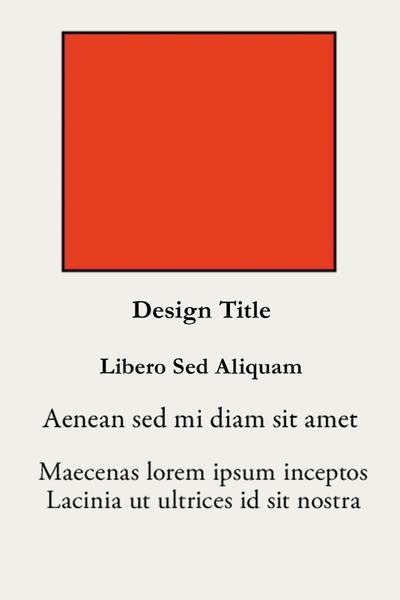 Design Title
Libero Sed Aliquam
Aenean sed mi diam sit amet
Maecenas lorem ipsum inceptos
Lacinia ut ultrices id sit nostra